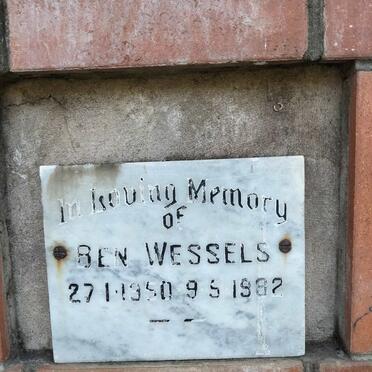 In Loving Memory
OF
BEN WESSELS
27·1·1950 9·5·1982